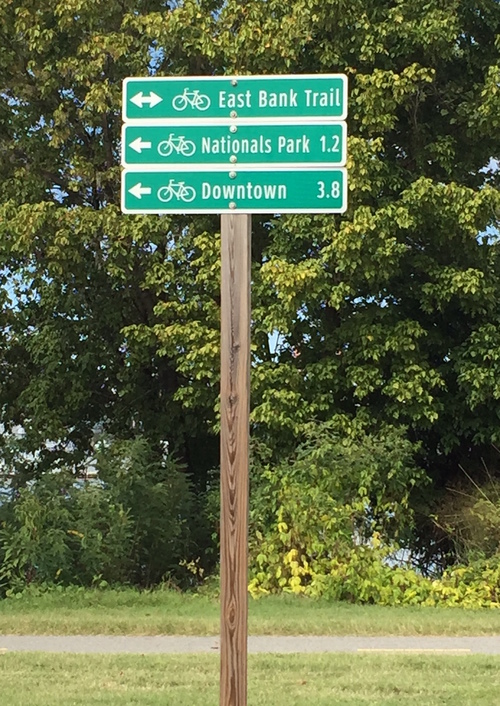 East Bank Trail
Nationals Park 1.2
Downtown 3.8